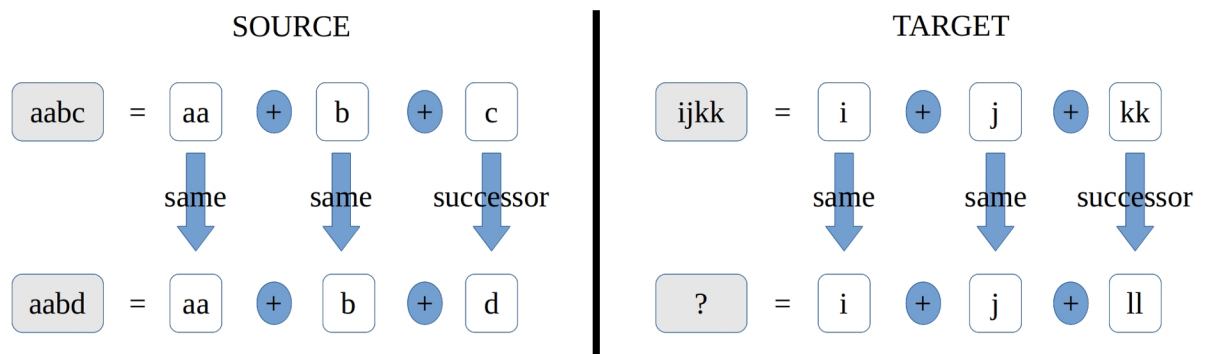 SOURCE
aabc = aa + b + c
same same successor
aabd = aa + b + d
TARGET
ijkk = i + j + kk
same same successor
? = i + j + ll